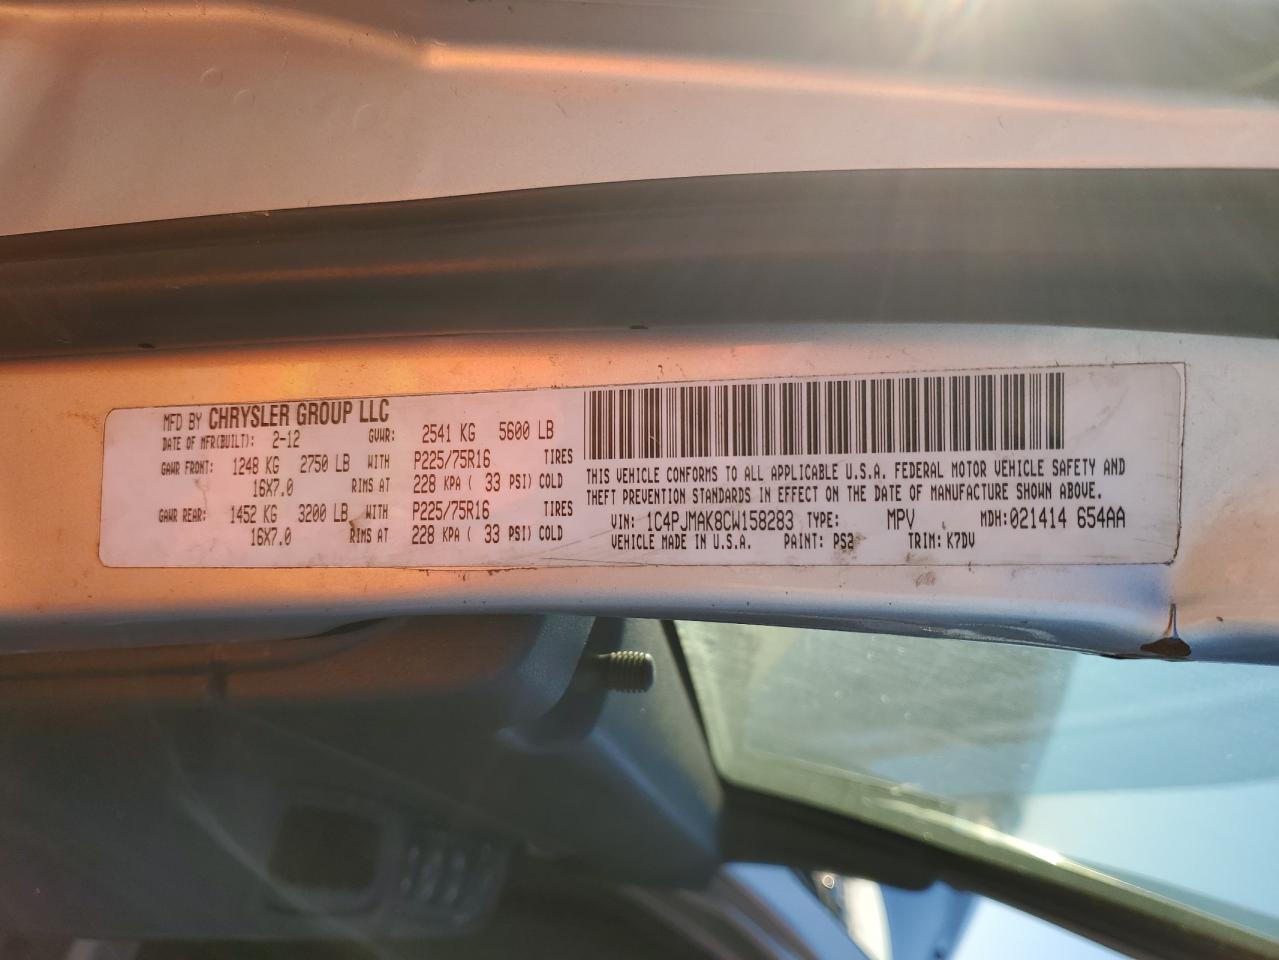 MFD BY CHRYSLER GROUP LLC
DATE OF MFR(BUILT): 2-12 GVWR: 2541 KG 5600 LB
GAWR FRONT: 1248 KG 2750 LB WITH P225/75R16 TIRES
16X7.0 RIMS AT 228 KPA ( 33 PSI) COLD
GAWR REAR: 1452 KG 3200 LB WITH P225/75R16 TIRES
16X7.0 RIMS AT 228 KPA ( 33 PSI) COLD
THIS VEHICLE CONFORMS TO ALL APPLICABLE U.S.A. FEDERAL MOTOR VEHICLE SAFETY AND
THEFT PREVENTION STANDARDS IN EFFECT ON THE DATE OF MANUFACTURE SHOWN ABOVE.
VIN: 1C4PJMAK8CW158283 TYPE: MPV MDH:021414 654AA
VEHICLE MADE IN U.S.A. PAINT: PS2 TRIM: K7DV